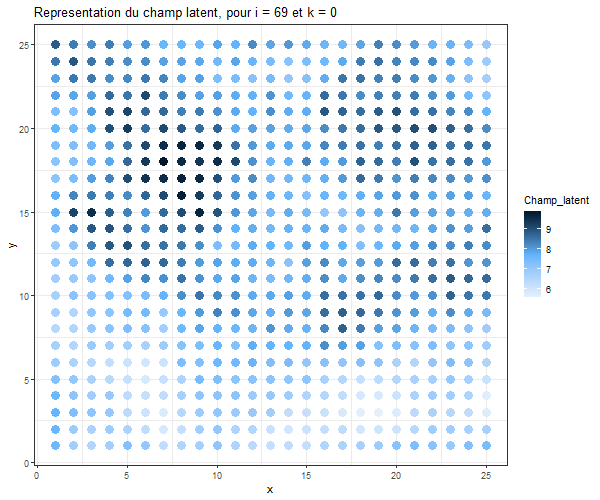 Representation du champ latent, pour i = 69 et k = 0
25
20
15
10
5
0
y
0 5 10 15 20 25
x
Champ_latent
9
8
7
6